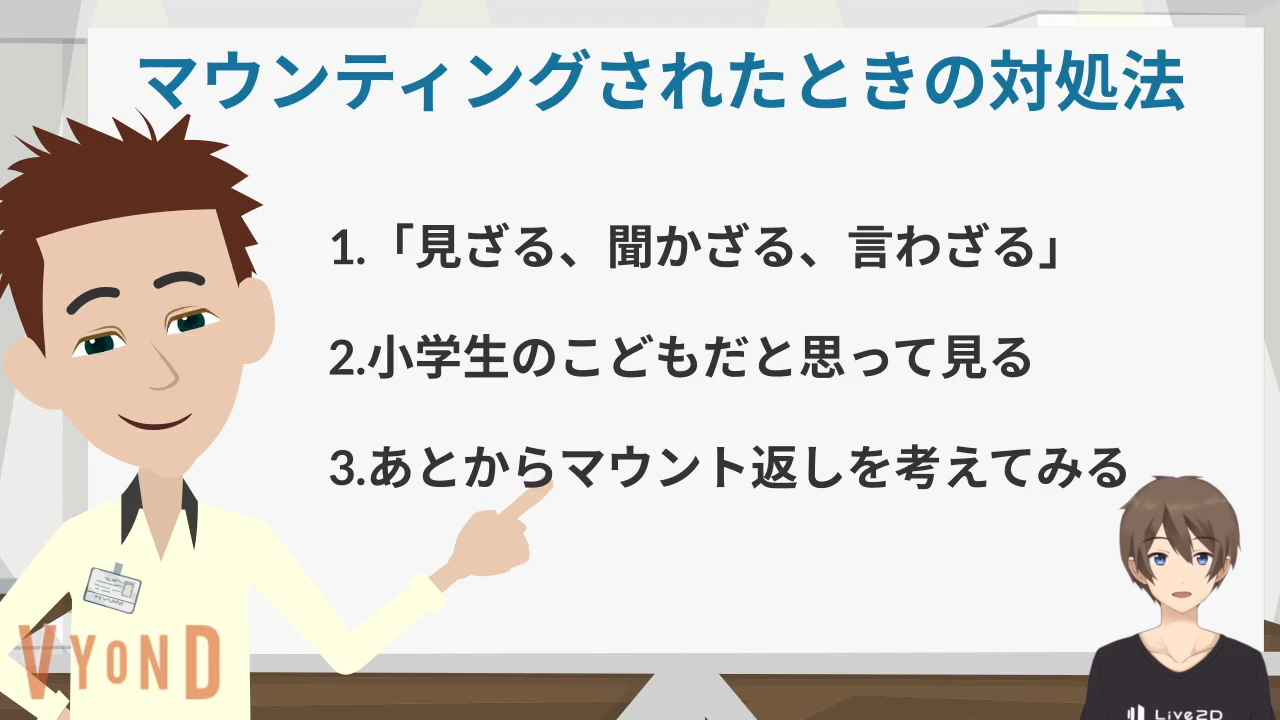 マウンティングされたときの対処法
1.「見ざる、聞かざる、言わざる」
2.小学生のこどもだと思って見る
3.あとからマウント返しを考えてみる
VYOND
Live2D